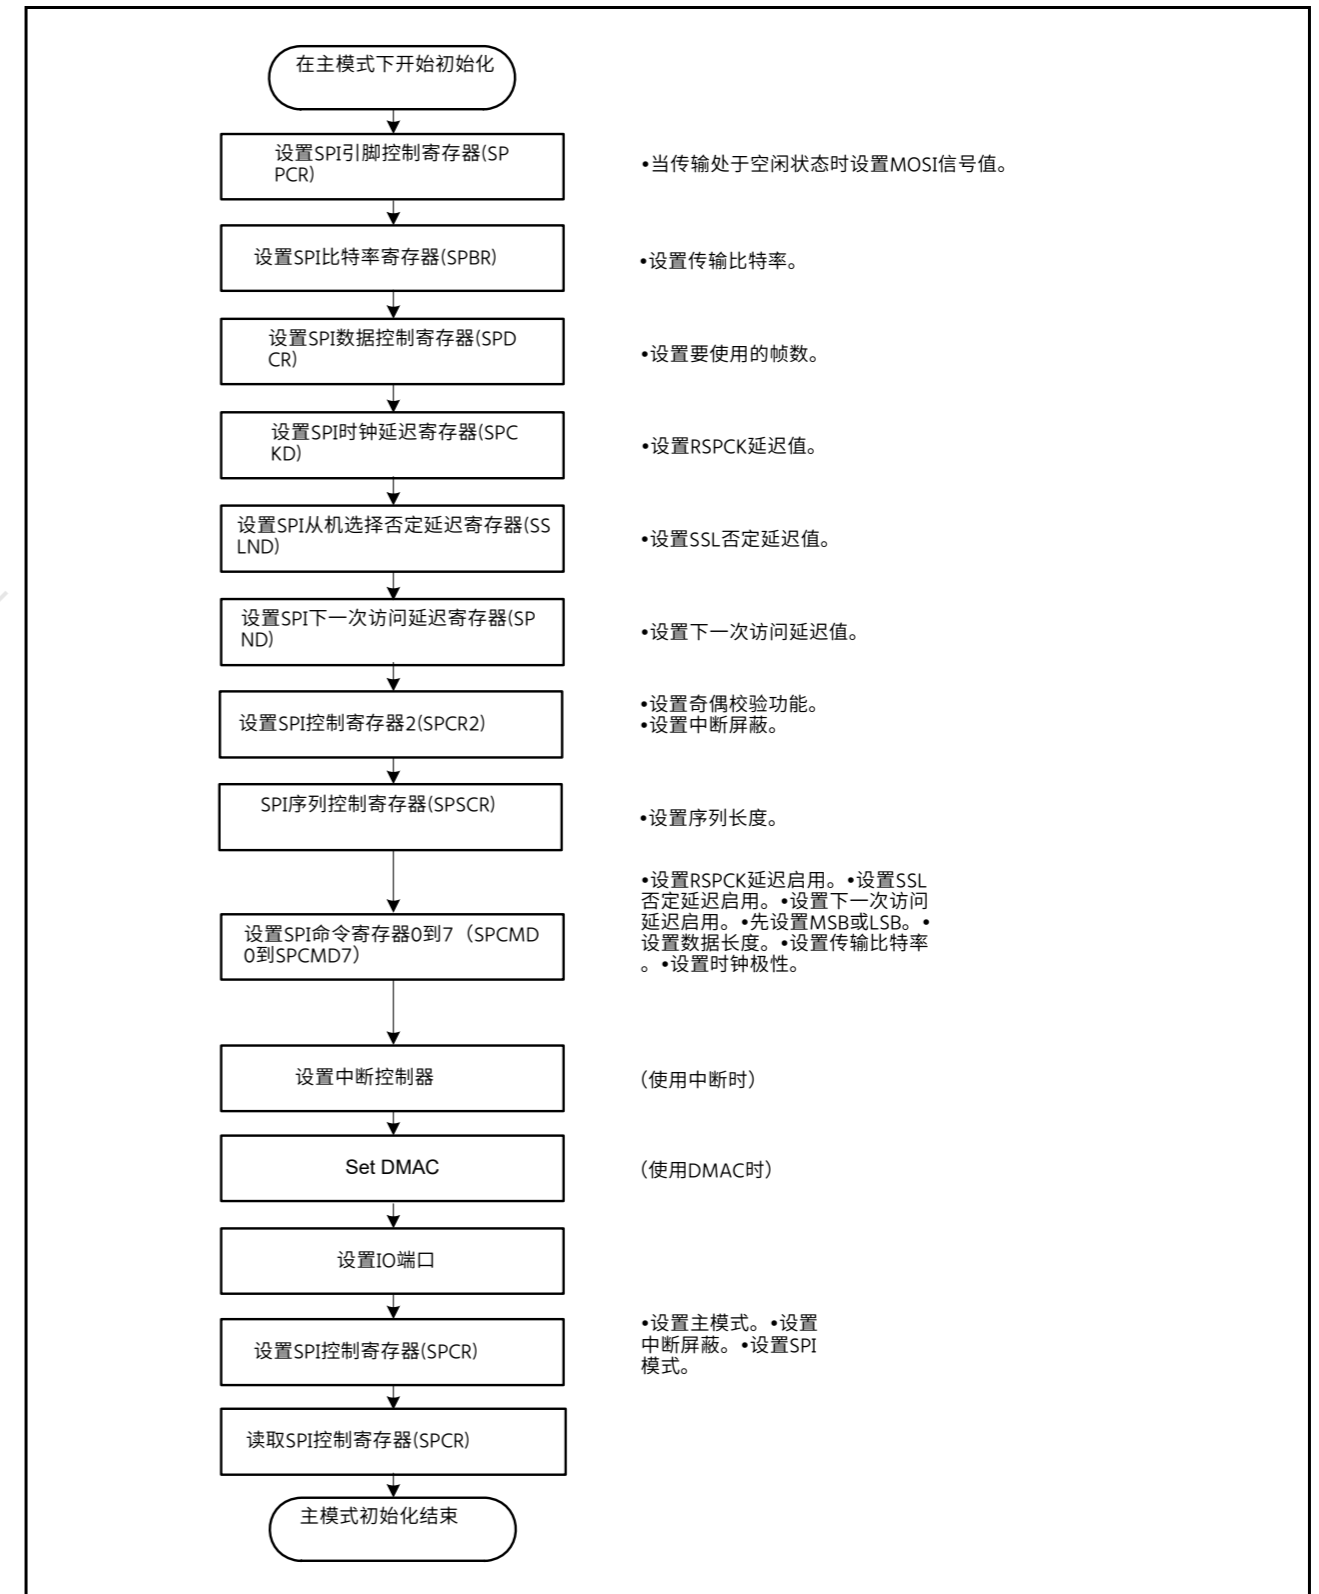 在主模式下开始初始化
设置SPI引脚控制寄存器(SP
PCR)
•当传输处于空闲状态时设置MOSI信号值。
设置SPI比特率寄存器(SPBR)
•设置传输比特率。
设置SPI数据控制寄存器(SPD
CR)
•设置要使用的帧数。
设置SPI时钟延迟寄存器(SPC
KD)
•设置RSPCK延迟值。
设置SPI从机选择否定延迟寄存器(SS
LND)
•设置SSL否定延迟值。
设置SPI下一次访问延迟寄存器(SP
ND)
•设置下一次访问延迟值。
设置SPI控制寄存器2(SPCR2)
•设置奇偶校验功能。
•设置中断屏蔽。
SPI序列控制寄存器(SPSCR)
•设置序列长度。
设置SPI命令寄存器0到7（SPCMD
0到SPCMD7）
•设置RSPCK延迟启用。•设置SSL
否定延迟启用。•设置下一次访问
延迟启用。•先设置MSB或LSB。•
设置数据长度。•设置传输比特率
。•设置时钟极性。
设置中断控制器
（使用中断时）
Set DMAC
（使用DMAC时）
设置IO端口
设置SPI控制寄存器(SPCR)
•设置主模式。•设置
中断屏蔽。•设置SPI
模式。
读取SPI控制寄存器(SPCR)
主模式初始化结束